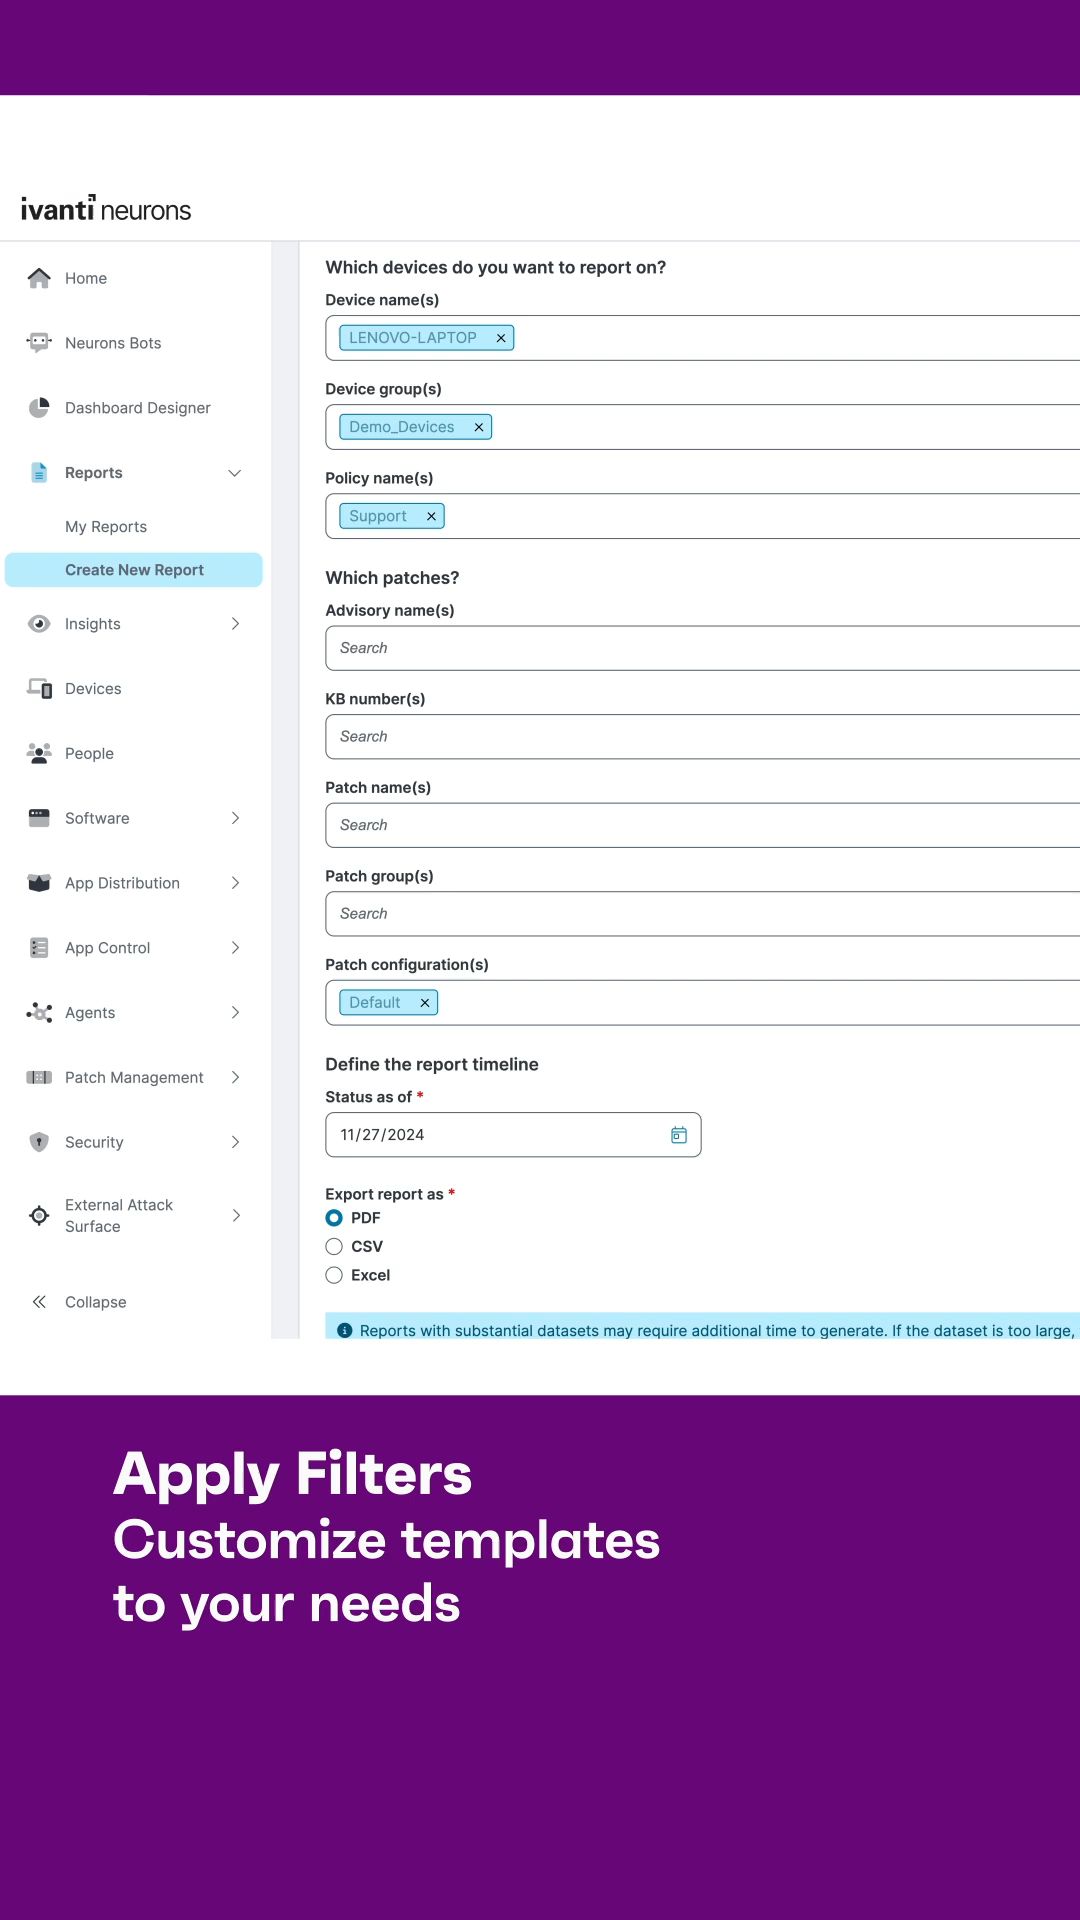 ivanti neurons
Home
Neurons Bots
Dashboard Designer
Reports
My Reports
Create New Report
Insights
Devices
People
Software
App Distribution
App Control
Agents
Patch Management
Security
External Attack
Surface
Collapse
Which devices do you want to report on?
Device name(s)
LENOVO-LAPTOP
Device group(s)
Demo_Devices
Policy name(s)
Support
Which patches?
Advisory name(s)
Search
KB number(s)
Search
Patch name(s)
Search
Patch group(s)
Search
Patch configuration(s)
Default
Define the report timeline
Status as of *
11/27/2024
Export report as *
PDF
CSV
Excel
Reports with substantial datasets may require additional time to generate. If the dataset is too large,
Apply Filters
Customize templates
to your needs